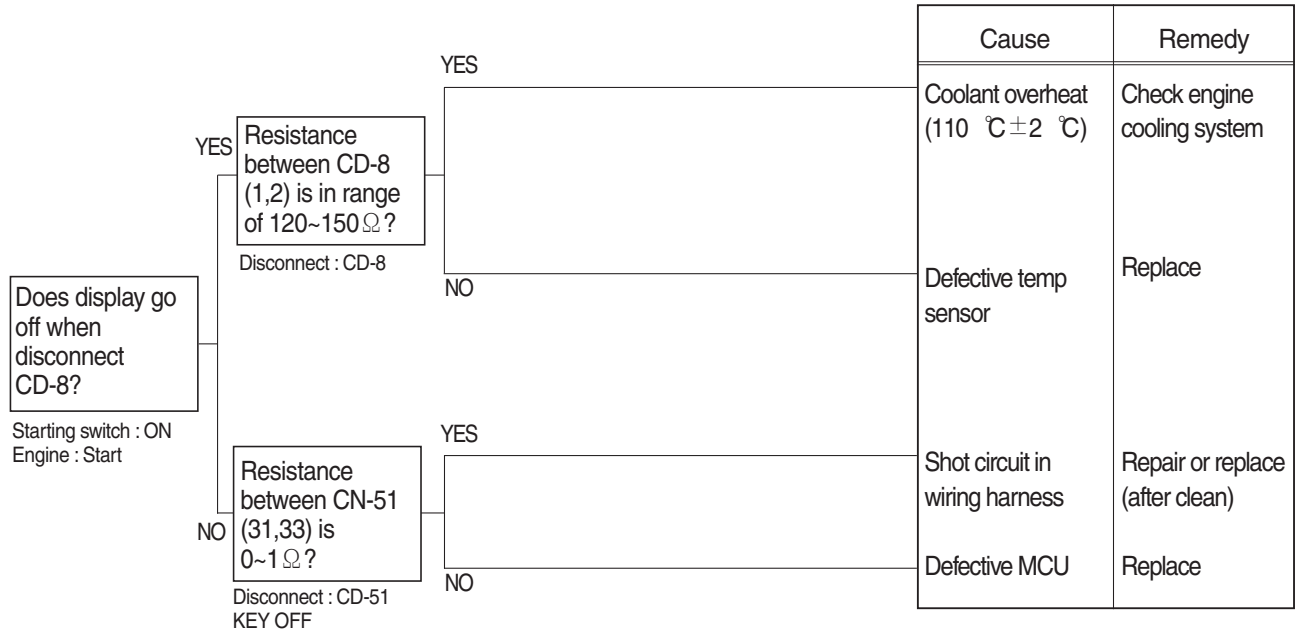 Does display go
off when
disconnect
CD-8?
Starting switch : ON
Engine : Start
YES
Resistance
between CD-8
(1,2) is in range
of 120~150Ω?
Disconnect : CD-8
NO
Resistance
between CN-51
(31,33) is
0~1Ω?
Disconnect : CD-51
KEY OFF
YES
NO
YES
NO
Cause Remedy
Coolant overheat Check engine
(110 ℃±2 ℃) cooling system
Defective temp Replace
sensor
Shot circuit in Repair or replace
wiring harness (after clean)
Defective MCU Replace